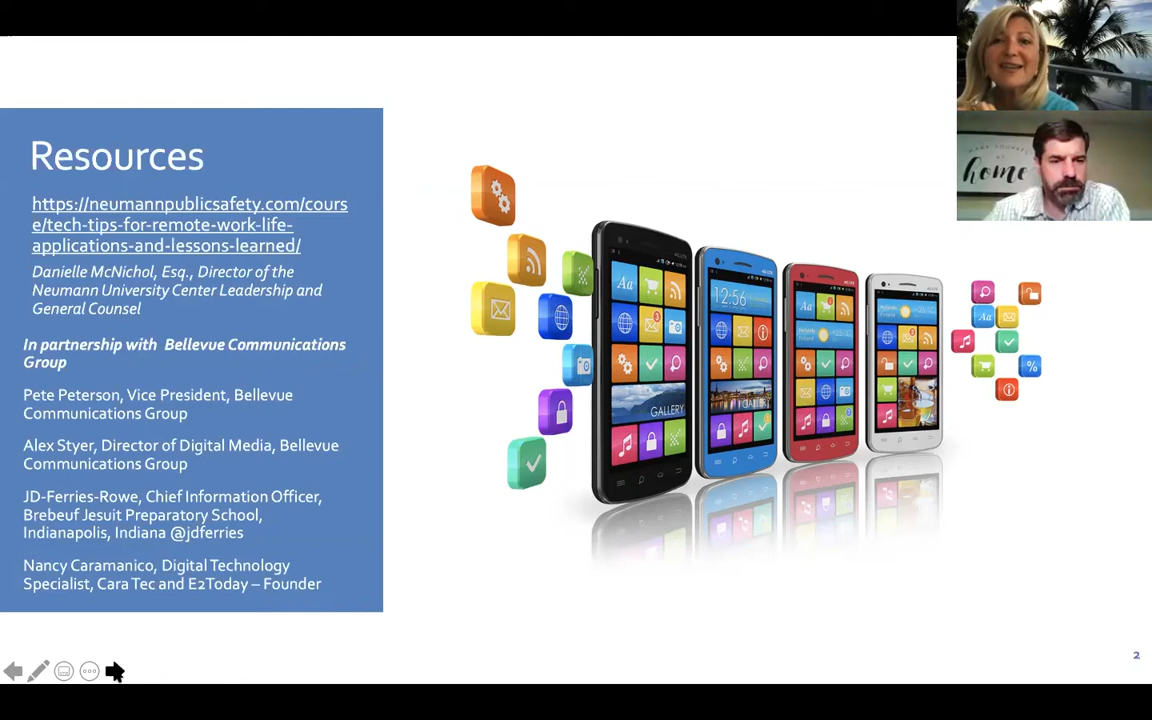 Resources
https://neumannpublicsafety.com/cours
e/tech-tips-for-remote-work-life-
applications-and-lessons-learned/
Danielle McNichol, Esq., Director of the
Neumann University Center Leadership and
General Counsel
In partnership with Bellevue Communications
Group
Pete Peterson, Vice President, Bellevue
Communications Group
Alex Styer, Director of Digital Media, Bellevue
Communications Group
JD-Ferries-Rowe, Chief Information Officer,
Brebeuf Jesuit Preparatory School,
Indianapolis, Indiana @jdferries
Nancy Caramanico, Digital Technology
Specialist, Cara Tec and E2Today – Founder
Aa
GALLERY
12:56
Aa
Aa
home
2